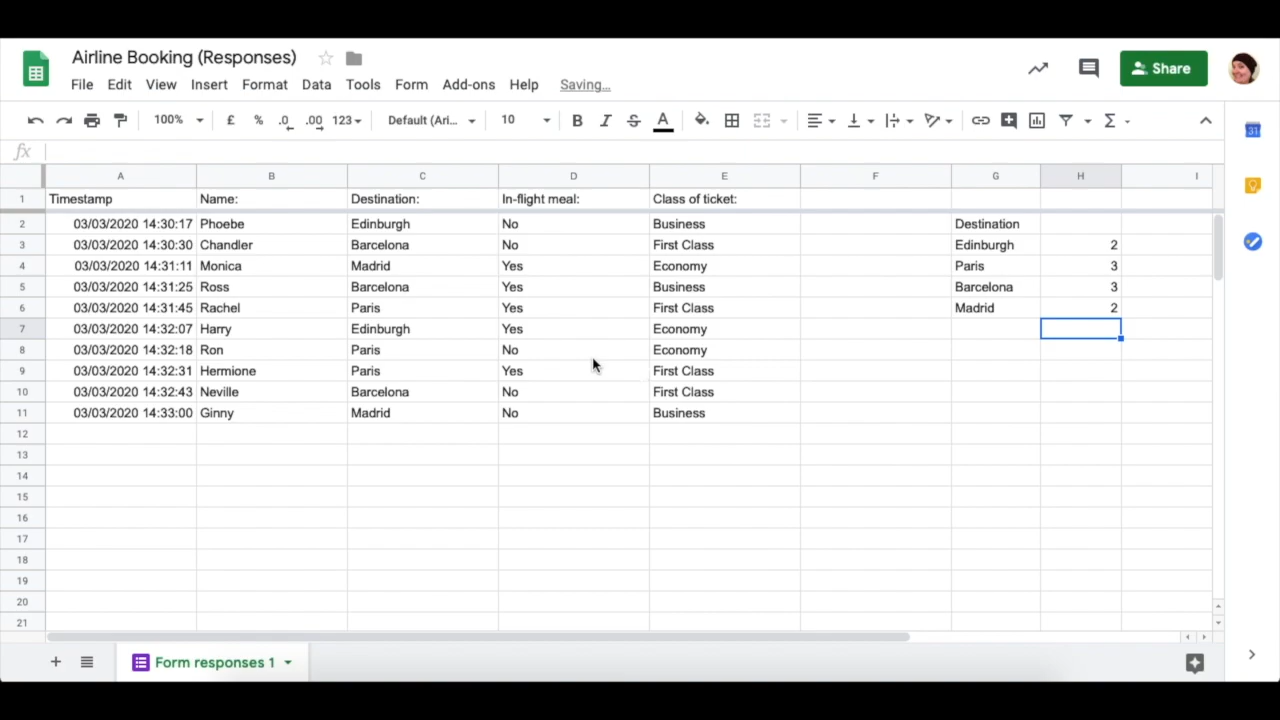 Airline Booking (Responses)
File Edit View Insert Format Data Tools Form Add-ons Help Saving...
Share
100% £ % .0 .00 123 Default (Ari... 10 B I S A Σ
fx
A B C D E F G H I
1 Timestamp Name: Destination: In-flight meal: Class of ticket:
2 03/03/2020 14:30:17 Phoebe Edinburgh No Business Destination
3 03/03/2020 14:30:30 Chandler Barcelona No First Class Edinburgh 2
4 03/03/2020 14:31:11 Monica Madrid Yes Economy Paris 3
5 03/03/2020 14:31:25 Ross Barcelona Yes Business Barcelona 3
6 03/03/2020 14:31:45 Rachel Paris Yes First Class Madrid 2
7 03/03/2020 14:32:07 Harry Edinburgh Yes Economy
8 03/03/2020 14:32:18 Ron Paris No Economy
9 03/03/2020 14:32:31 Hermione Paris Yes First Class
10 03/03/2020 14:32:43 Neville Barcelona No First Class
11 03/03/2020 14:33:00 Ginny Madrid No Business
12
13
14
15
16
17
18
19
20
21
Form responses 1
31